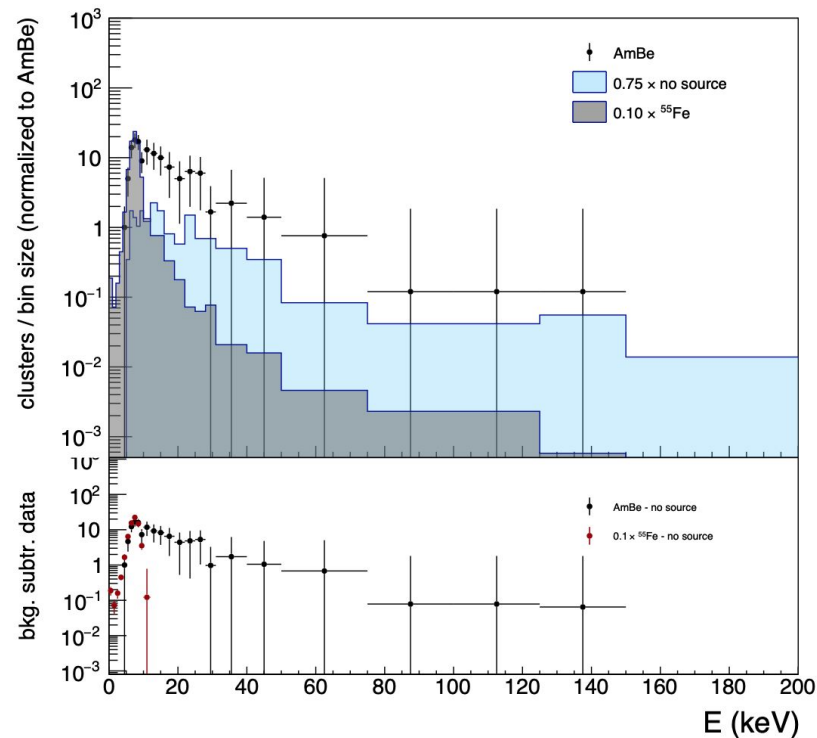 clusters / bin size (normalized to AmBe)
10³
10²
10
1
10⁻¹
10⁻²
10⁻³
AmBe
0.75 × no source
0.10 × ⁵⁵Fe
bkg. subtr. data
10²
10
1
10⁻¹
10⁻²
10⁻³
AmBe - no source
0.1× ⁵⁵Fe - no source
0 20 40 60 80 100 120 140 160 180 200
E (keV)